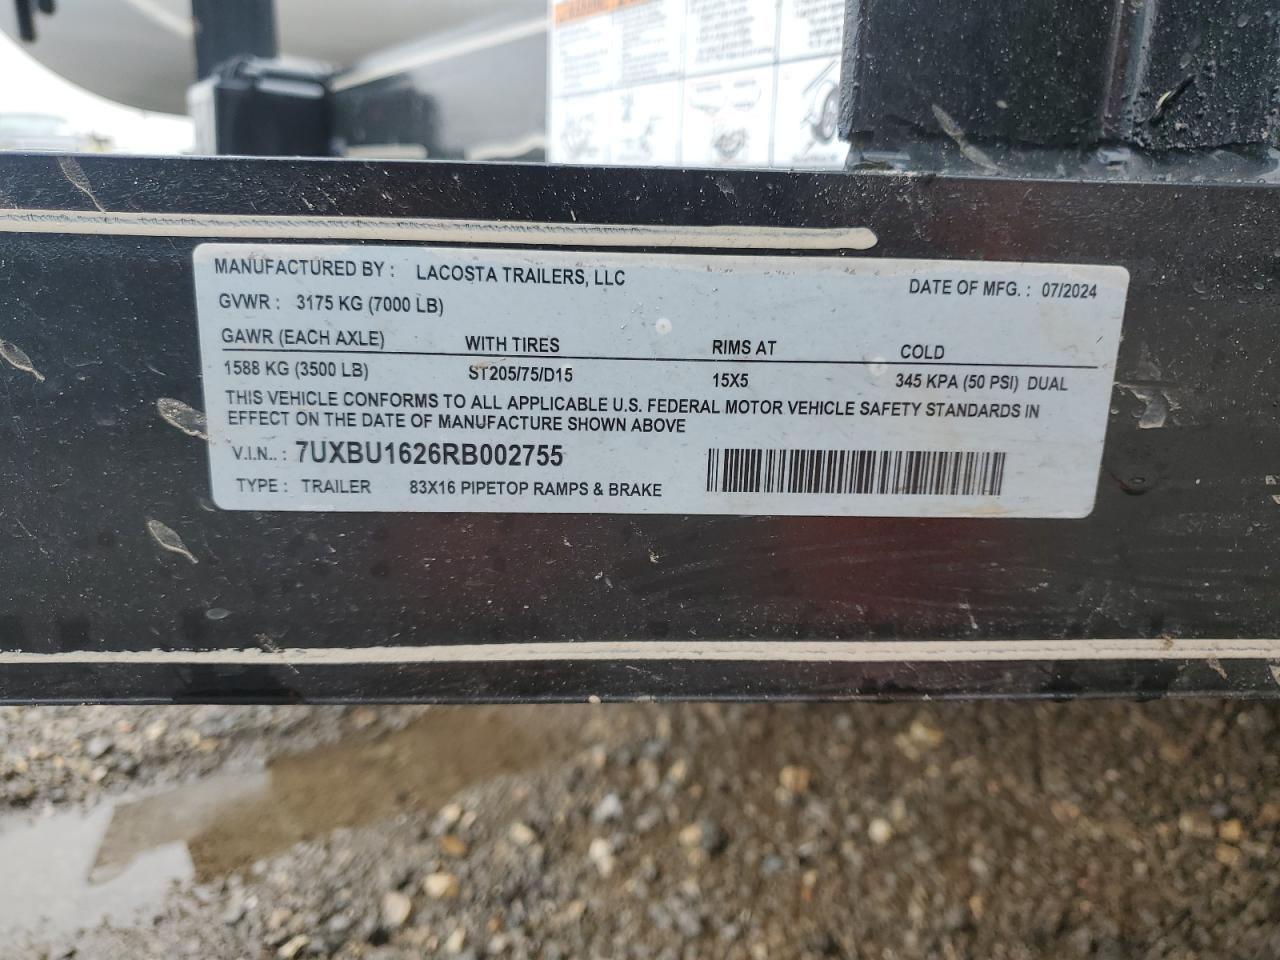 MANUFACTURED BY : LACOSTA TRAILERS, LLC DATE OF MFG. : 07/2024
GVWR : 3175 KG (7000 LB)
GAWR (EACH AXLE) WITH TIRES RIMS AT COLD
1588 KG (3500 LB) ST205/75/D15 15X5 345 KPA (50 PSI) DUAL
THIS VEHICLE CONFORMS TO ALL APPLICABLE U.S. FEDERAL MOTOR VEHICLE SAFETY STANDARDS IN
EFFECT ON THE DATE OF MANUFACTURE SHOWN ABOVE
V.I.N.. : 7UXBU1626RB002755
TYPE : TRAILER 83X16 PIPETOP RAMPS & BRAKE